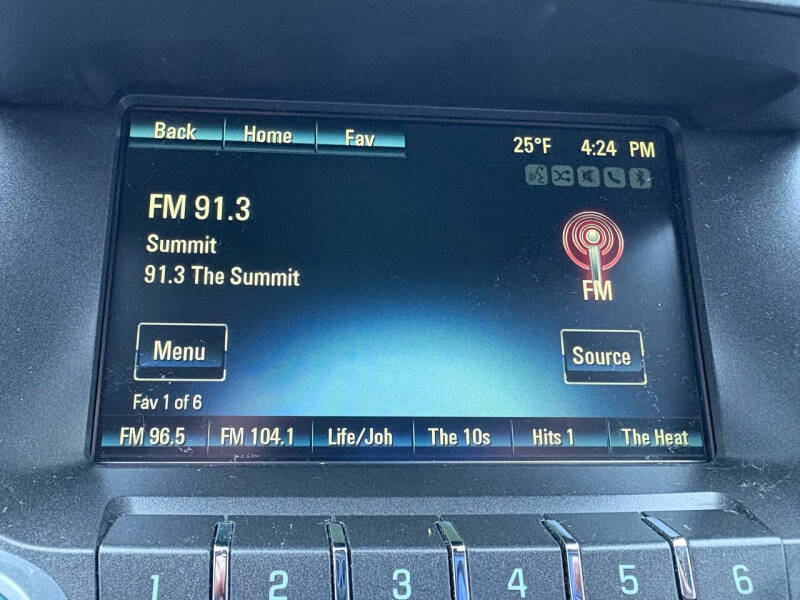 Back Home Fav 25°F 4:24 PM
FM 91.3
Summit
91.3 The Summit
FM
Menu Source
Fav 1 of 6
FM 96.5 FM 104.1 Life/Joh The 10s Hits 1 The Heat
1 2 3 4 5 6